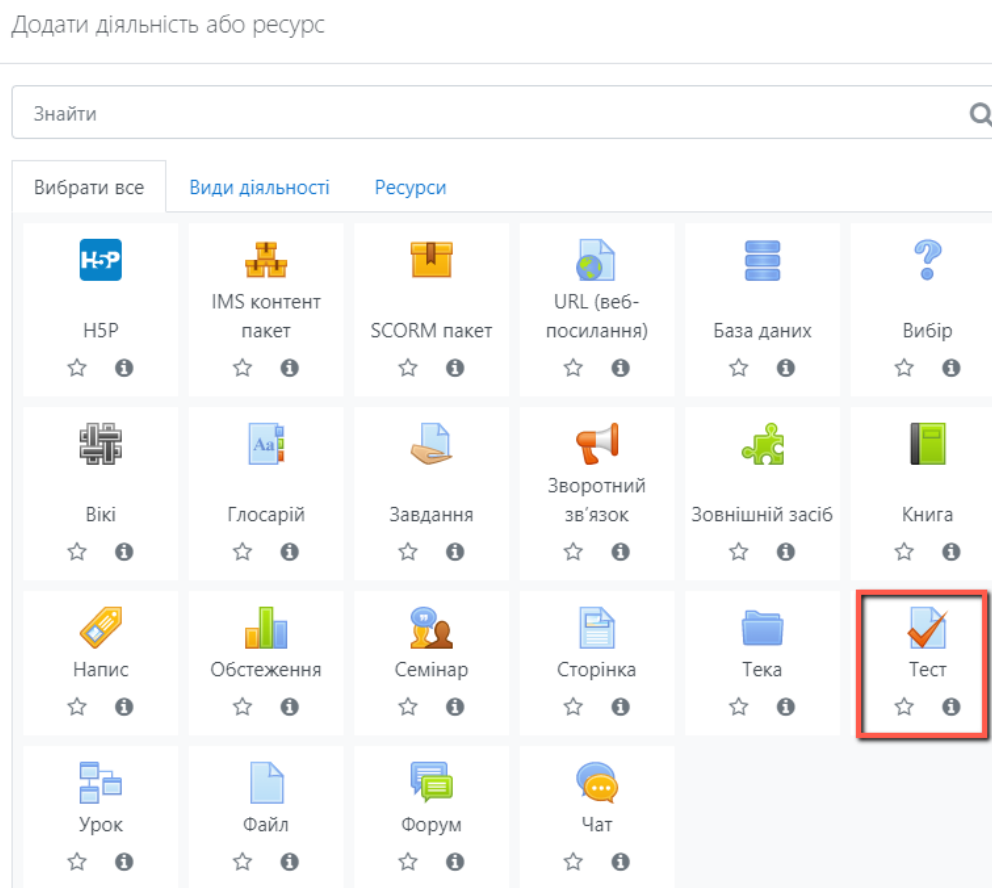 Додати діяльність або ресурс
Знайти
Вибрати все Види діяльності Ресурси
H5P
H5P
IMS контент
пакет
SCORM пакет
URL (веб-
посилання)
База даних
Вибір
Вікі
Aa
Глосарій
Завдання
Зворотний
зв’язок
Зовнішній засіб
Книга
Напис
Обстеження
Семінар
Сторінка
Тека
Тест
Урок
Файл
Форум
Чат